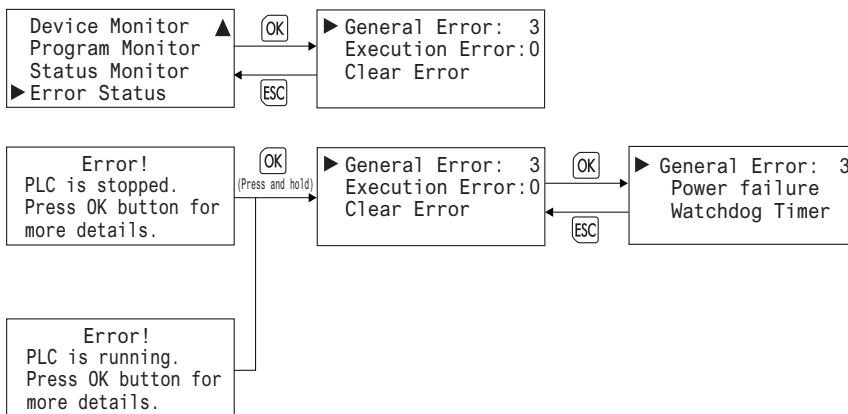 Device Monitor ▲
Program Monitor
Status Monitor
▶Error Status
OK
ESC
▶General Error: 3
Execution Error:0
Clear Error
Error!
PLC is stopped.
Press OK button for
more details.
OK
(Press and hold)
▶General Error: 3
Execution Error:0
Clear Error
OK
ESC
▶General Error: 3
Power failure
Watchdog Timer
Error!
PLC is running.
Press OK button for
more details.